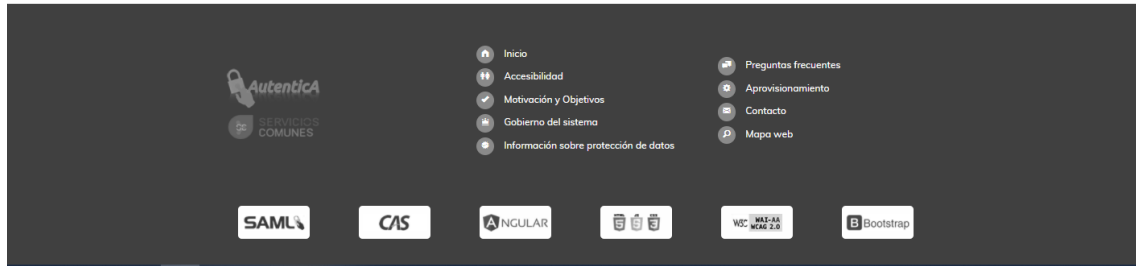 AutenticA
SERVICIOS
COMUNES
Inicio
Accesibilidad
Motivación y Objetivos
Gobierno del sistema
Información sobre protección de datos
Preguntas frecuentes
Aprovisionamiento
Contacto
Mapa web
SAML
CAS
ANGULAR
W3C WAI-AA
WCAG 2.0
B Bootstrap